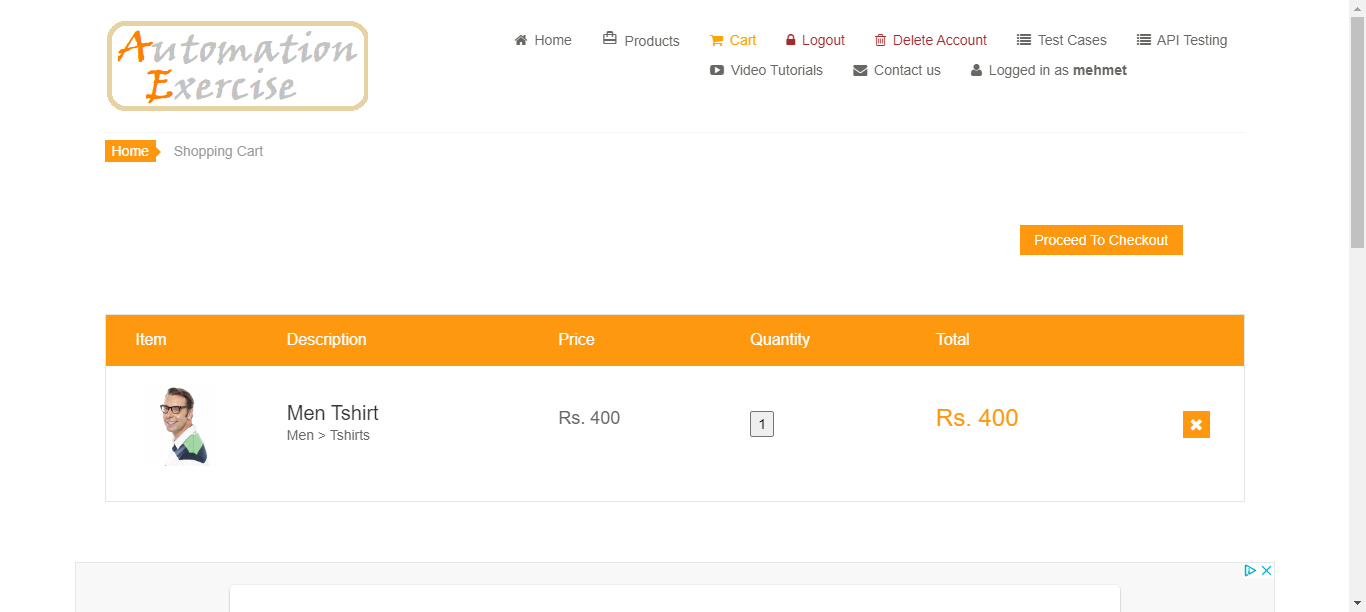 Automation
Exercise
Home Products Cart Logout Delete Account Test Cases API Testing
Video Tutorials Contact us Logged in as mehmet
Home Shopping Cart
Proceed To Checkout
Item Description Price Quantity Total
Men Tshirt Rs. 400 1 Rs. 400
Men > Tshirts